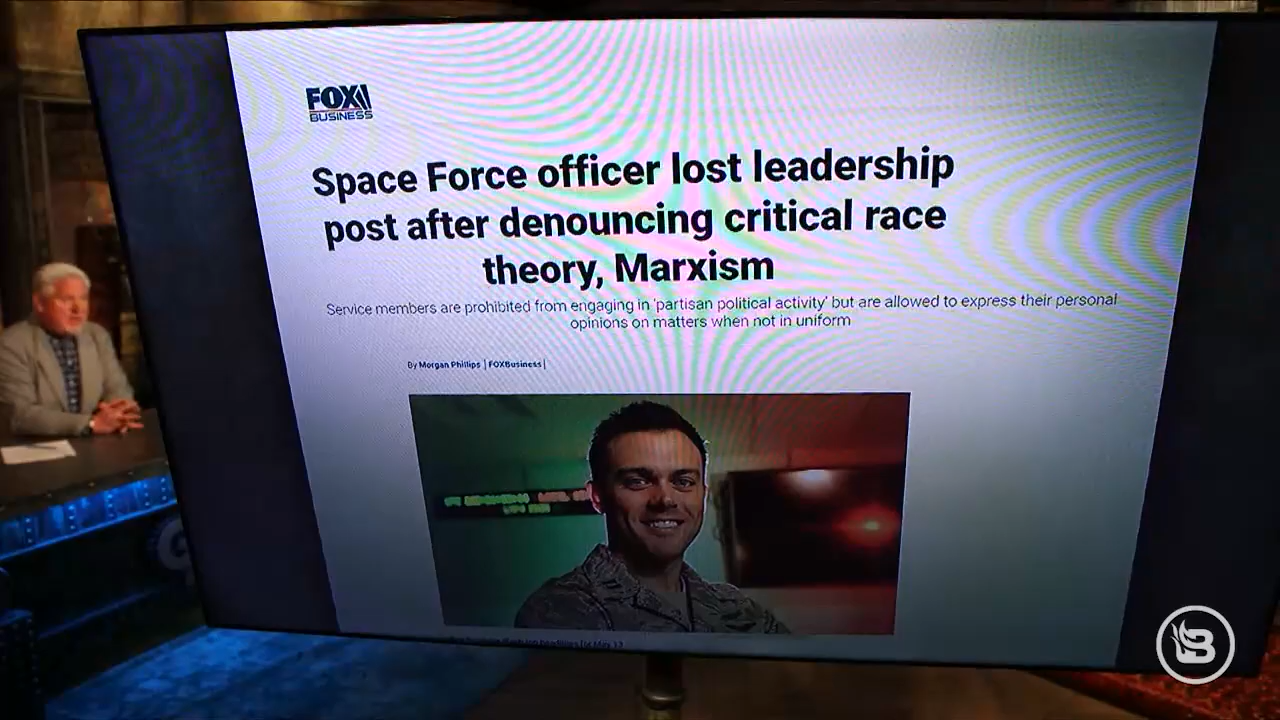 FOX
BUSINESS
Space Force officer lost leadership
post after denouncing critical race
theory, Marxism
Service members are prohibited from engaging in 'partisan political activity' but are allowed to express their personal
opinions on matters when not in uniform
By Morgan Phillips | FOXBusiness |
B